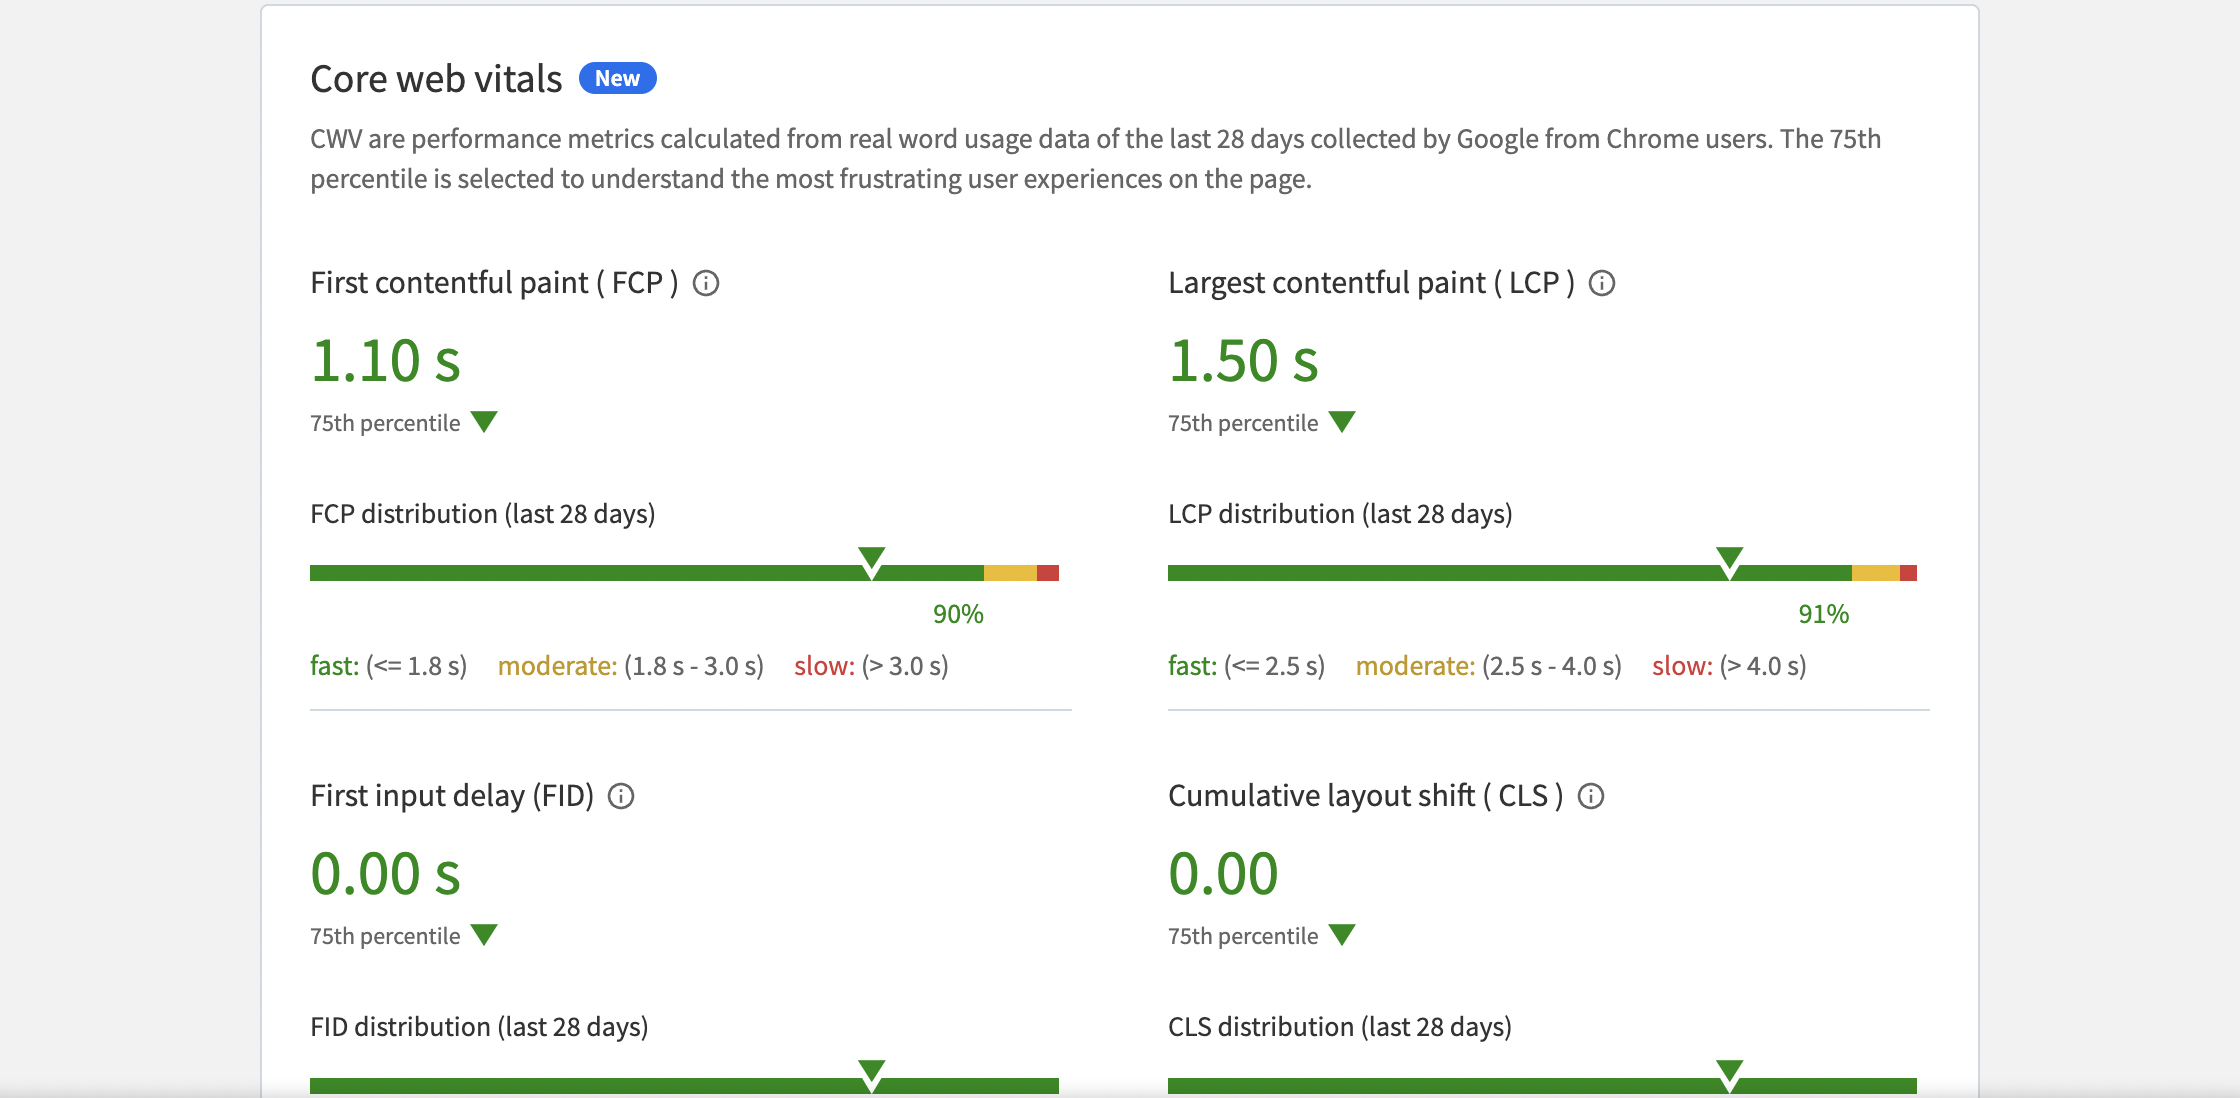 Core web vitals New
CWV are performance metrics calculated from real word usage data of the last 28 days collected by Google from Chrome users. The 75th
percentile is selected to understand the most frustrating user experiences on the page.
First contentful paint ( FCP )
1.10 s
75th percentile
FCP distribution (last 28 days)
90%
fast: (<= 1.8 s) moderate: (1.8 s - 3.0 s) slow: (> 3.0 s)
Largest contentful paint ( LCP )
1.50 s
75th percentile
LCP distribution (last 28 days)
91%
fast: (<= 2.5 s) moderate: (2.5 s - 4.0 s) slow: (> 4.0 s)
First input delay (FID)
0.00 s
75th percentile
FID distribution (last 28 days)
Cumulative layout shift ( CLS )
0.00
75th percentile
CLS distribution (last 28 days)